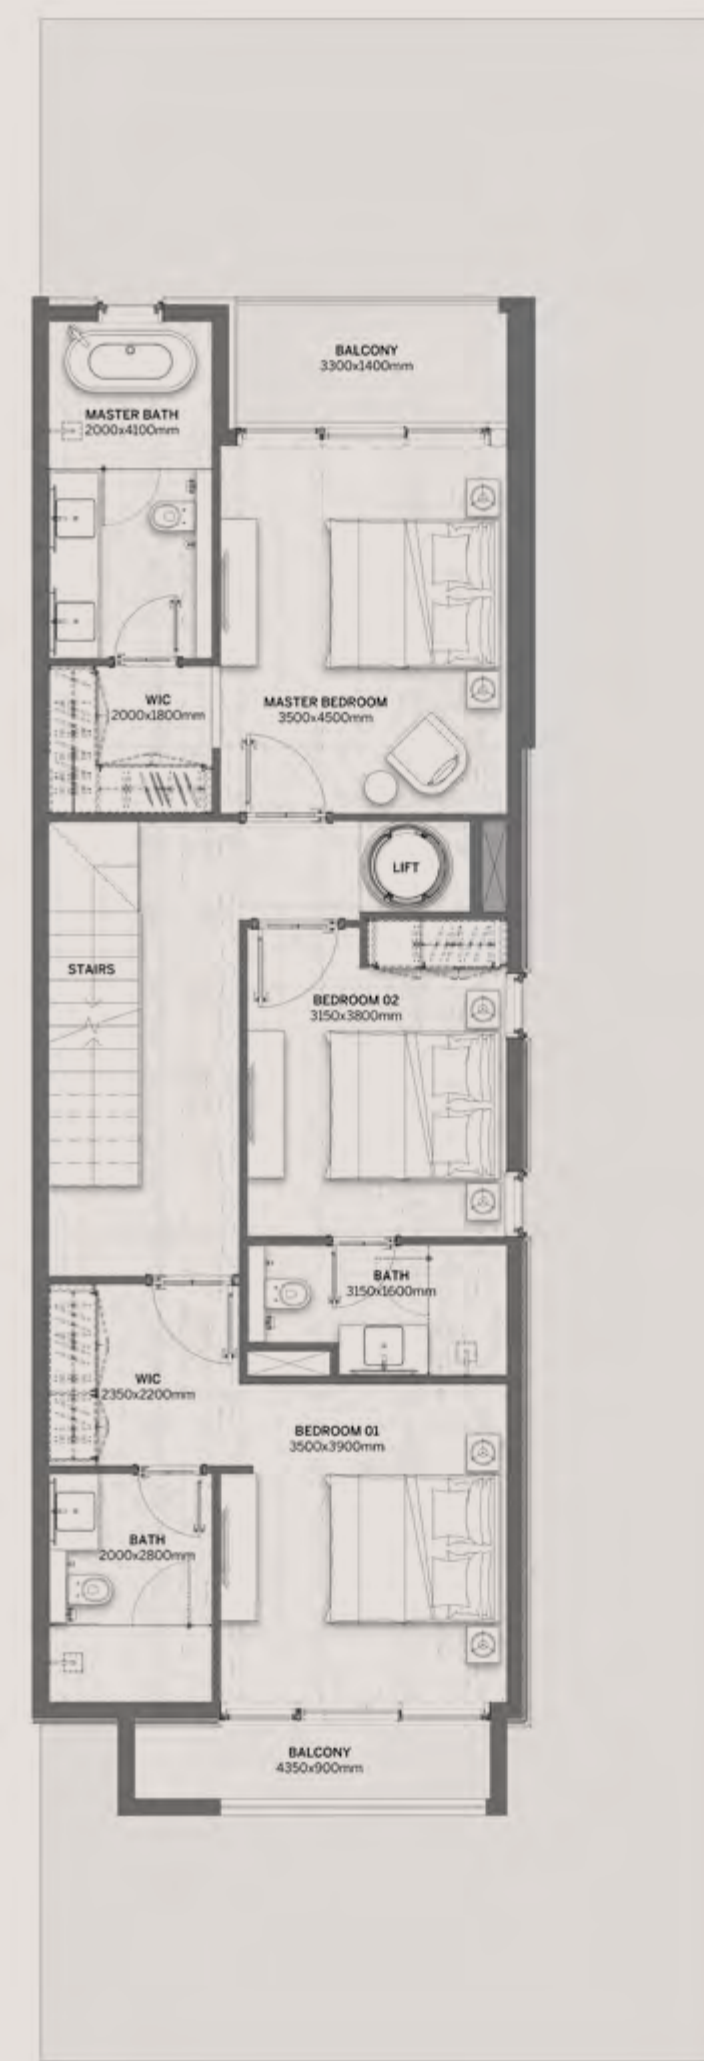 BALCONY
3300x1400mm
MASTER BATH
2000x4100mm
WIC
2000x1800mm
MASTER BEDROOM
3500x4500mm
LIFT
STAIRS
BEDROOM 02
3150x3800mm
BATH
3150x1600mm
WIC
2350x2200mm
BEDROOM 01
3500x3900mm
BATH
2000x2800mm
BALCONY
4350x900mm